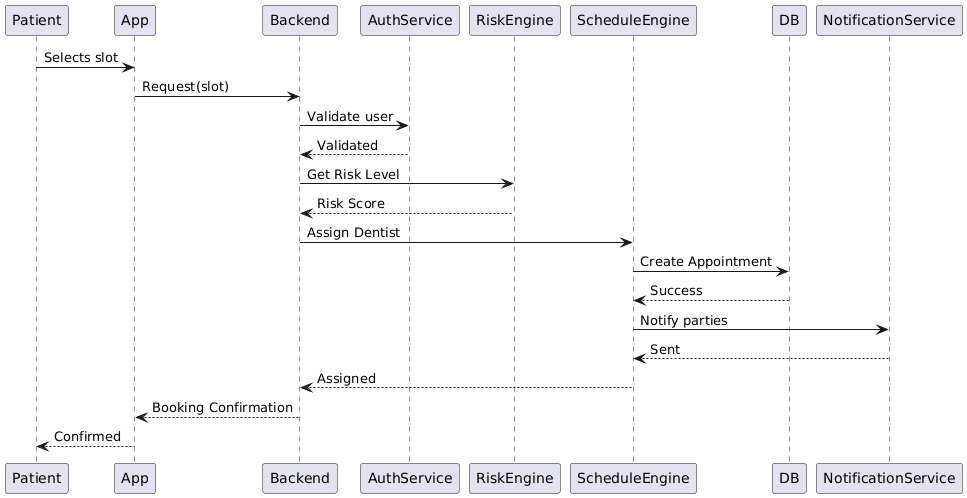 Patient App Backend AuthService RiskEngine ScheduleEngine DB NotificationService
Selects slot
Request(slot)
Validate user
Validated
Get Risk Level
Risk Score
Assign Dentist
Create Appointment
Success
Notify parties
Sent
Assigned
Booking Confirmation
Confirmed
Patient App Backend AuthService RiskEngine ScheduleEngine DB NotificationService